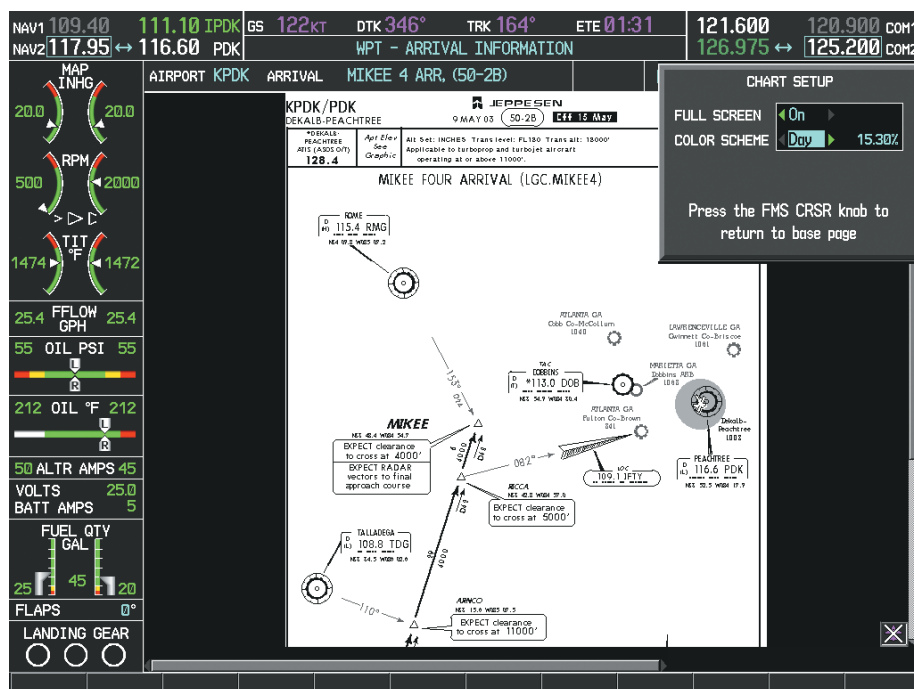 NAV1 109.40 111.10 IPDK GS 122KT DTK 346° TRK 164° ETE 01:31 121.600 120.900 COM1
NAV2 117.95 ↔ 116.60 PDK WPT - ARRIVAL INFORMATION 126.975 ↔ 125.200 COM2
AIRPORT KPDK ARRIVAL MIKEE 4 ARR, (50-2B)
MAP
INHG
20.0 20.0
RPM
500 2000
TIT
°F
1474 1472
25.4 FFLOW 25.4
GPH
55 OIL PSI 55
L
R
212 OIL °F 212
L
R
50 ALTR AMPS 45
VOLTS 25.0
BATT AMPS 5
FUEL QTY
GAL
25 45 20
FLAPS 0°
LANDING GEAR
KPDK/PDK
DEKALB-PEACHTREE
JEPPESEN
9 MAY 03 50-2B Eff 15 May
*DEKALB-
PEACHTREE
ATIS (ASOS O/T)
128.4
Apt Elev
See
Graphic
Alt Set: INCHES Trans level: FL180 Trans alt: 18000'
Applicable to turboprop and turbojet aircraft
operating at or above 11000'.
MIKEE FOUR ARRIVAL (LGC.MIKEE4)
ROME
D
(H) 115.4 RMG
ATLANTA GA
Cobb Co-McCollum
1040
LAWRENCEVILLE GA
Gwinnett Co-Briscoe
1061
TAC
DOBBINS
*113.0 DOB
MARIETTA GA
Dobbins ARB
1068
153°
ATLANTA GA
Fulton Co-Brown
841
Dekalb-
Peachtree
1003
PEACHTREE
D
(L) 116.6 PDK
MIKEE
EXPECT clearance
to cross at 4000'
EXPECT RADAR
vectors to final
approach course
4000
082°
LOC
109.1 JFTY
EXPECT clearance
to cross at 5000'
TALLADEGA
D
(L) 108.8 TDG
4000
110°
EXPECT clearance
to cross at 11000'
CHART SETUP
FULL SCREEN On
COLOR SCHEME Day 15.30%
Press the FMS CRSR knob to
return to base page